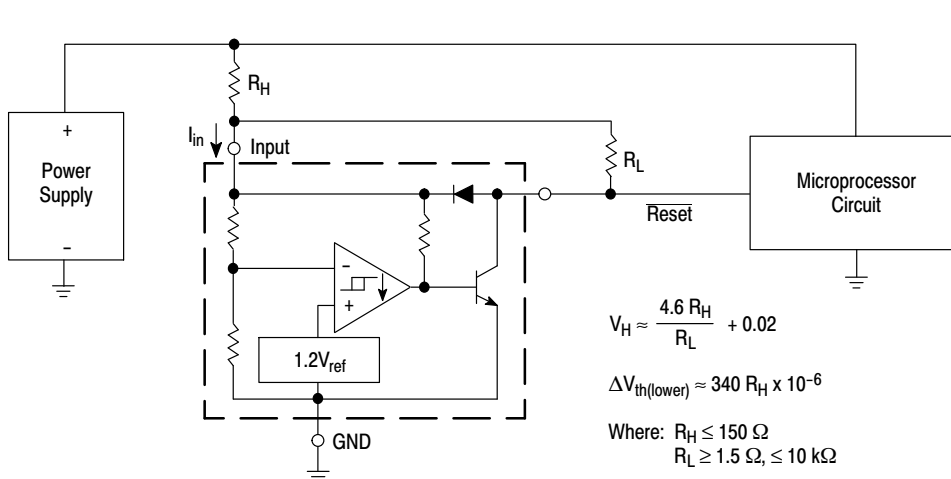 R_H
I_in
Input
+
Power
Supply
–
R_L
Microprocessor
Circuit
Reset
–
+
1.2V_ref
GND
V_H ≈ 4.6 R_H / R_L + 0.02
ΔV_th(lower) ≈ 340 R_H x 10⁻⁶
Where: R_H ≤ 150 Ω
R_L ≥ 1.5 Ω, ≤ 10 kΩ